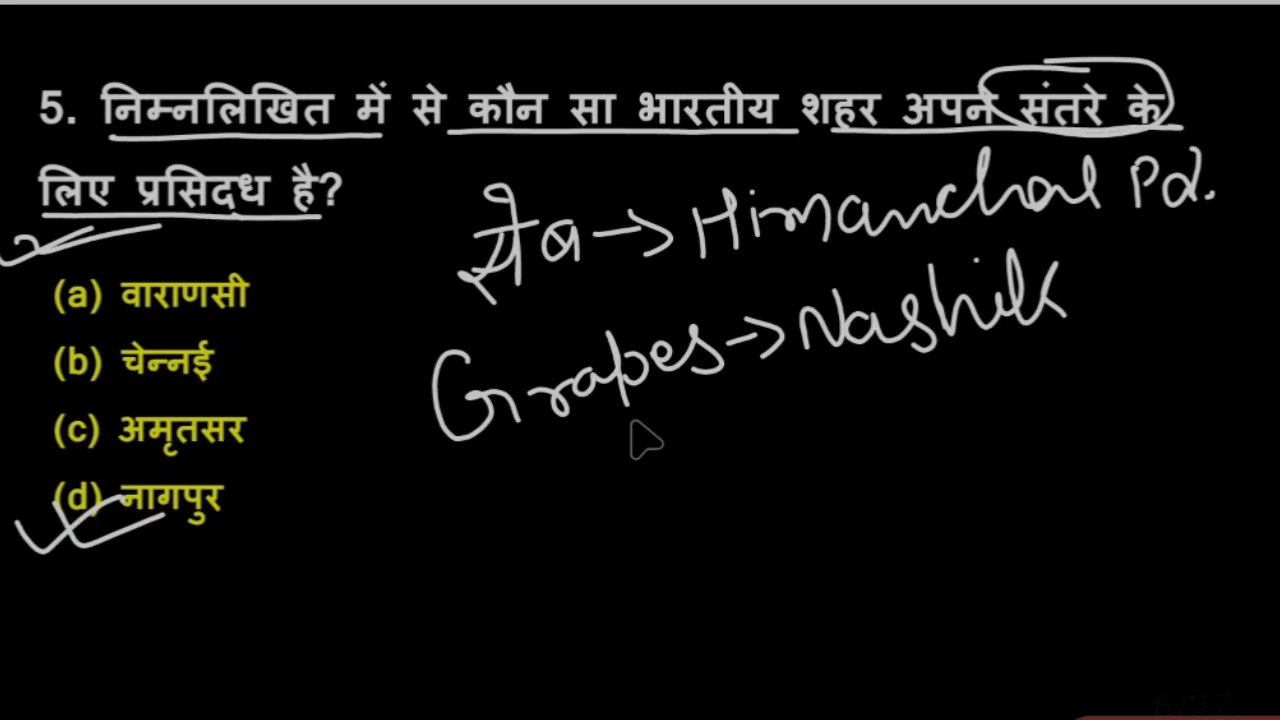 5. निम्नलिखित में से कौन सा भारतीय शहर अपने संतरे के
लिए प्रसिद्ध है?
सेब → Himanchal Pd.
(a) वाराणसी
Grapes → Nashik
(b) चेन्नई
(c) अमृतसर
(d) नागपुर